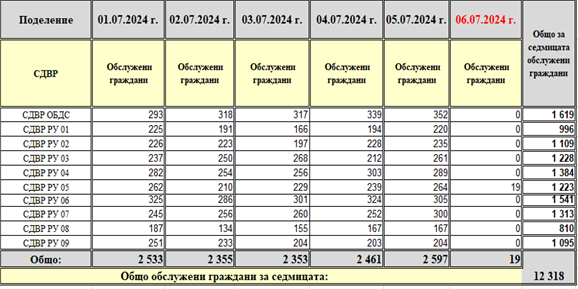 Поделение 01.07.2024 г. 02.07.2024 г. 03.07.2024 г. 04.07.2024 г. 05.07.2024 г. 06.07.2024 г. Общо за седмицата обслужени граждани
СДВР Обслужени граждани Обслужени граждани Обслужени граждани Обслужени граждани Обслужени граждани Обслужени граждани
СДВР ОБДС 293 318 317 339 352 0 1 619
СДВР РУ 01 225 191 166 194 220 0 996
СДВР РУ 02 226 223 197 228 235 0 1 109
СДВР РУ 03 237 250 268 212 261 0 1 228
СДВР РУ 04 282 254 256 303 289 0 1 384
СДВР РУ 05 262 210 229 239 264 19 1 223
СДВР РУ 06 325 286 301 324 305 0 1 541
СДВР РУ 07 245 256 260 252 300 0 1 313
СДВР РУ 08 187 134 155 167 167 0 810
СДВР РУ 09 251 233 204 203 204 0 1 095
Общо: 2 533 2 355 2 353 2 461 2 597 19
Общо обслужени граждани за седмицата: 12 318